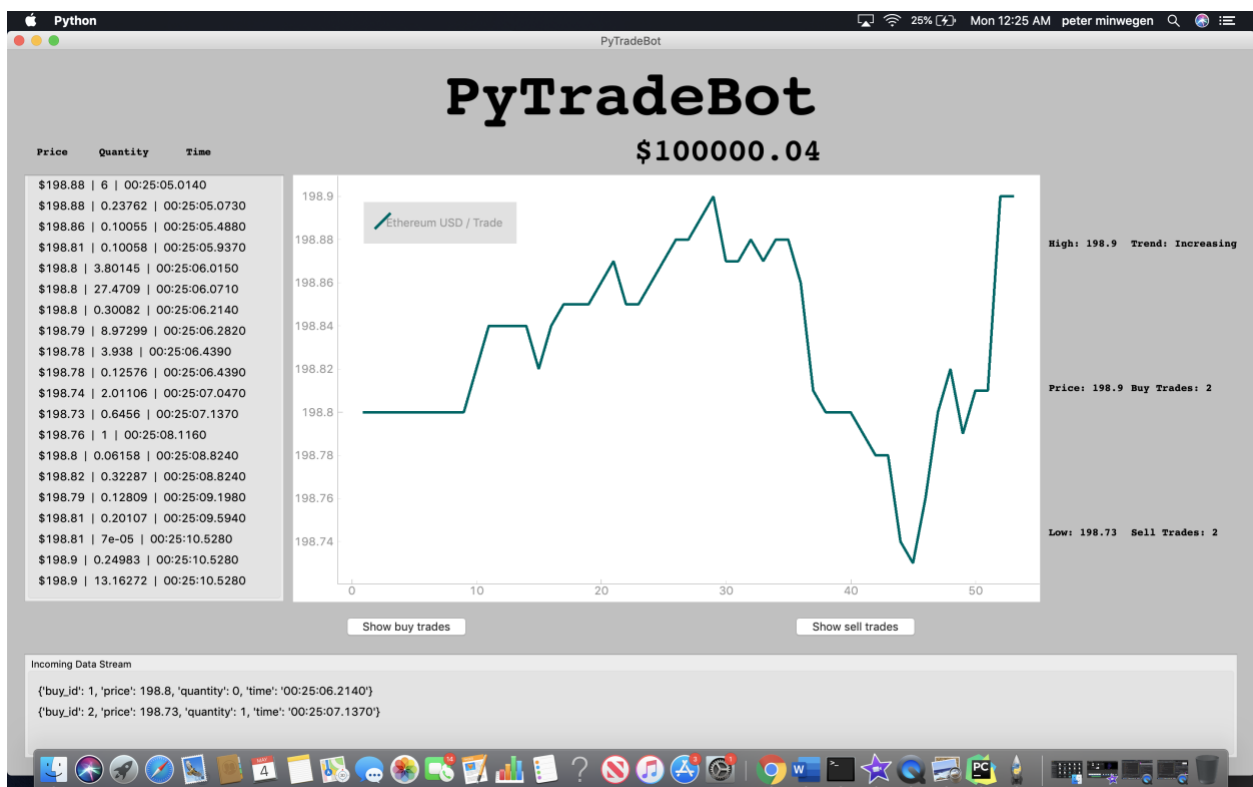 Python 25% Mon 12:25 AM peter minwegen
PyTradeBot
PyTradeBot
$100000.04
Price Quantity Time
$198.88 | 6 | 00:25:05.0140
$198.88 | 0.23762 | 00:25:05.0730
$198.86 | 0.10055 | 00:25:05.4880
$198.81 | 0.10058 | 00:25:05.9370
$198.8 | 3.80145 | 00:25:06.0150
$198.8 | 27.4709 | 00:25:06.0710
$198.8 | 0.30082 | 00:25:06.2140
$198.79 | 8.97299 | 00:25:06.2820
$198.78 | 3.938 | 00:25:06.4390
$198.78 | 0.12576 | 00:25:06.4390
$198.74 | 2.01106 | 00:25:07.0470
$198.73 | 0.6456 | 00:25:07.1370
$198.76 | 1 | 00:25:08.1160
$198.8 | 0.06158 | 00:25:08.8240
$198.82 | 0.32287 | 00:25:08.8240
$198.79 | 0.12809 | 00:25:09.1980
$198.81 | 0.20107 | 00:25:09.5940
$198.81 | 7e-05 | 00:25:10.5280
$198.9 | 0.24983 | 00:25:10.5280
$198.9 | 13.16272 | 00:25:10.5280
Ethereum USD / Trade
198.9
198.88
198.86
198.84
198.82
198.8
198.78
198.76
198.74
0 10 20 30 40 50
High: 198.9 Trend: Increasing
Price: 198.9 Buy Trades: 2
Low: 198.73 Sell Trades: 2
Show buy trades Show sell trades
Incoming Data Stream
{'buy_id': 1, 'price': 198.8, 'quantity': 0, 'time': '00:25:06.2140'}
{'buy_id': 2, 'price': 198.73, 'quantity': 1, 'time': '00:25:07.1370'}